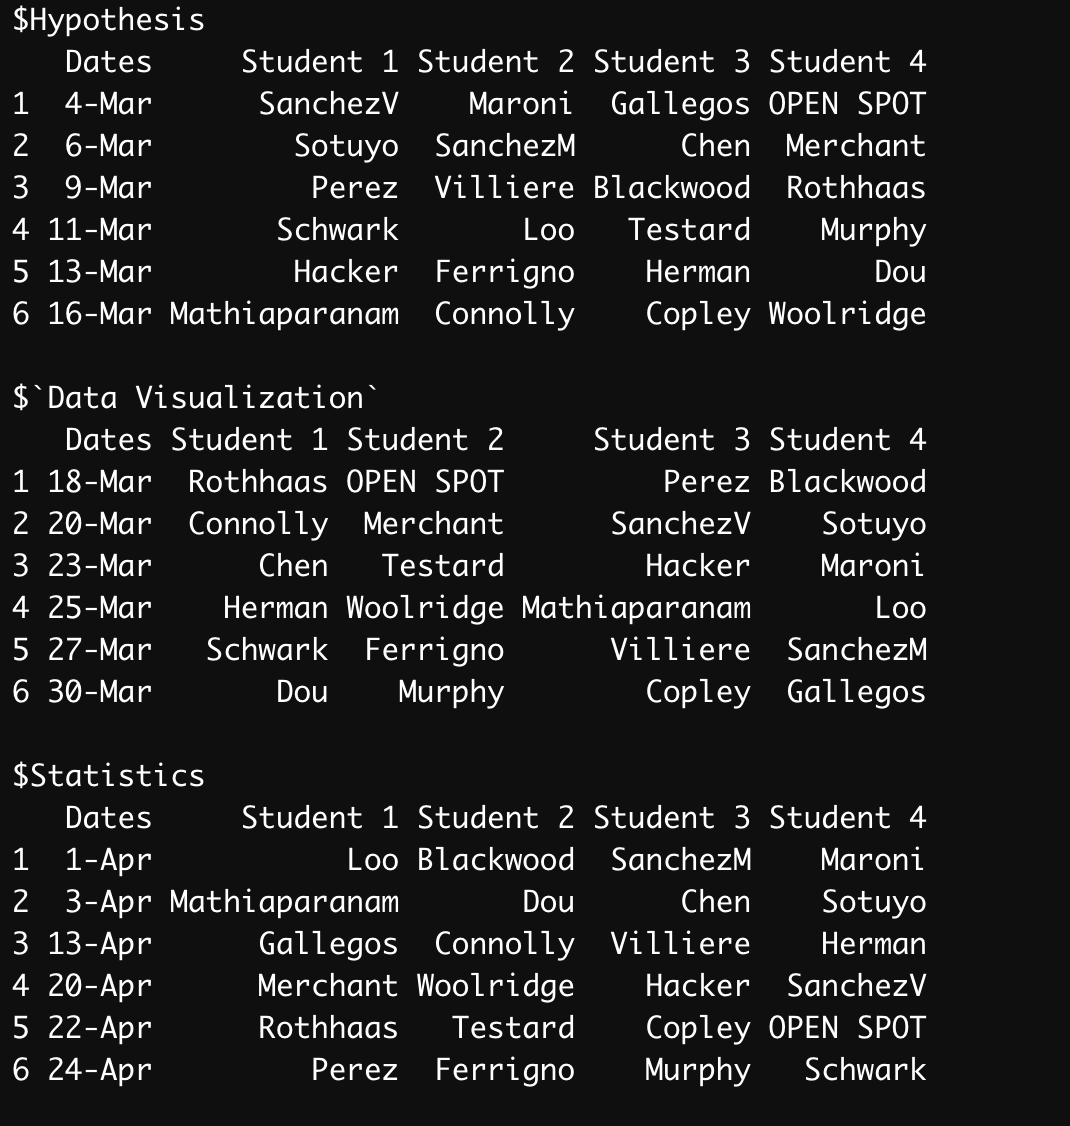 $Hypothesis
   Dates     Student 1 Student 2 Student 3 Student 4
1  4-Mar      SanchezV    Maroni  Gallegos OPEN SPOT
2  6-Mar        Sotuyo  SanchezM      Chen  Merchant
3  9-Mar         Perez  Villiere Blackwood  Rothhaas
4 11-Mar       Schwark       Loo   Testard    Murphy
5 13-Mar        Hacker  Ferrigno    Herman       Dou
6 16-Mar Mathiaparanam  Connolly    Copley Woolridge

$`Data Visualization`
   Dates Student 1 Student 2     Student 3 Student 4
1 18-Mar  Rothhaas OPEN SPOT         Perez Blackwood
2 20-Mar  Connolly  Merchant      SanchezV    Sotuyo
3 23-Mar      Chen   Testard        Hacker    Maroni
4 25-Mar    Herman Woolridge Mathiaparanam       Loo
5 27-Mar   Schwark  Ferrigno      Villiere  SanchezM
6 30-Mar       Dou    Murphy        Copley  Gallegos

$Statistics
   Dates     Student 1 Student 2 Student 3 Student 4
1  1-Apr           Loo Blackwood  SanchezM    Maroni
2  3-Apr Mathiaparanam       Dou      Chen    Sotuyo
3 13-Apr      Gallegos  Connolly  Villiere    Herman
4 20-Apr      Merchant Woolridge    Hacker  SanchezV
5 22-Apr      Rothhaas   Testard    Copley OPEN SPOT
6 24-Apr         Perez  Ferrigno    Murphy   Schwark